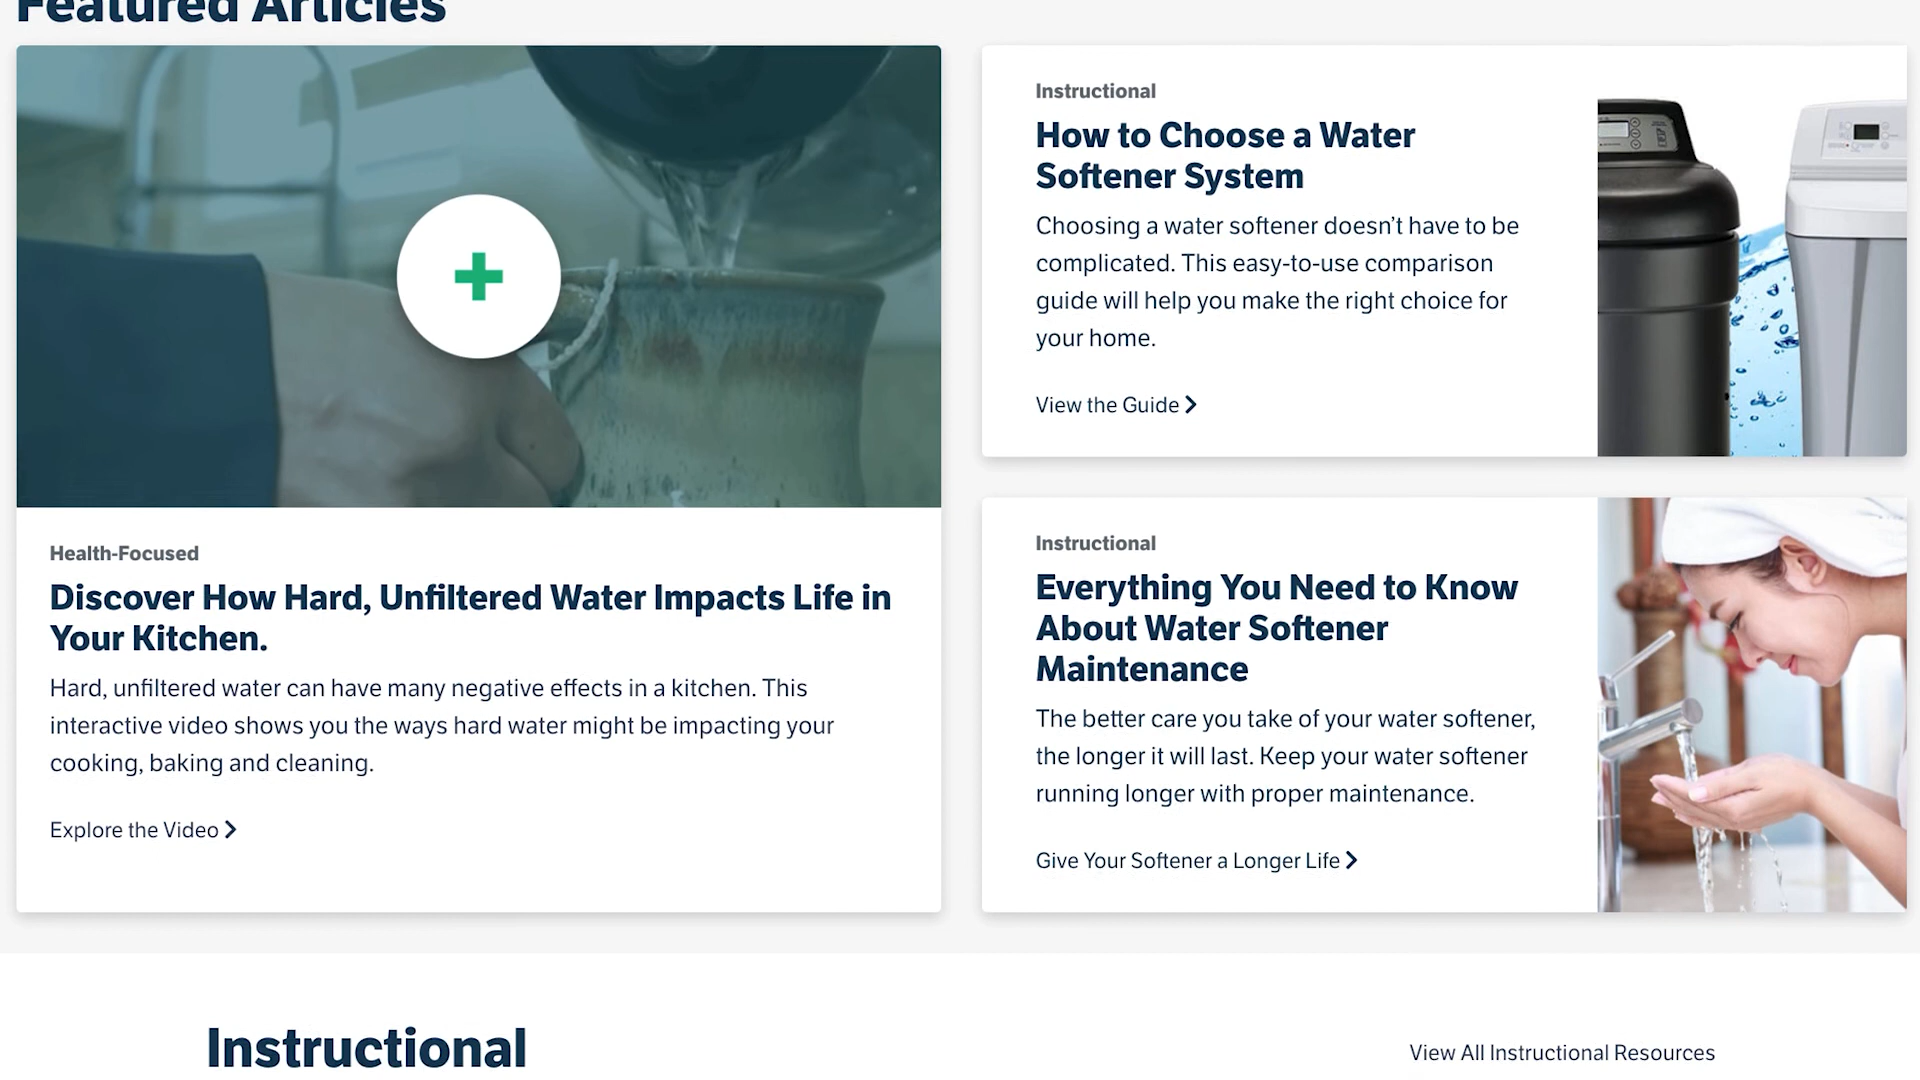 Featured Articles
Health-Focused
Discover How Hard, Unfiltered Water Impacts Life in
Your Kitchen.
Hard, unfiltered water can have many negative effects in a kitchen. This
interactive video shows you the ways hard water might be impacting your
cooking, baking and cleaning.
Explore the Video
Instructional
How to Choose a Water
Softener System
Choosing a water softener doesn’t have to be
complicated. This easy-to-use comparison
guide will help you make the right choice for
your home.
View the Guide
Instructional
Everything You Need to Know
About Water Softener
Maintenance
The better care you take of your water softener,
the longer it will last. Keep your water softener
running longer with proper maintenance.
Give Your Softener a Longer Life
Instructional
View All Instructional Resources